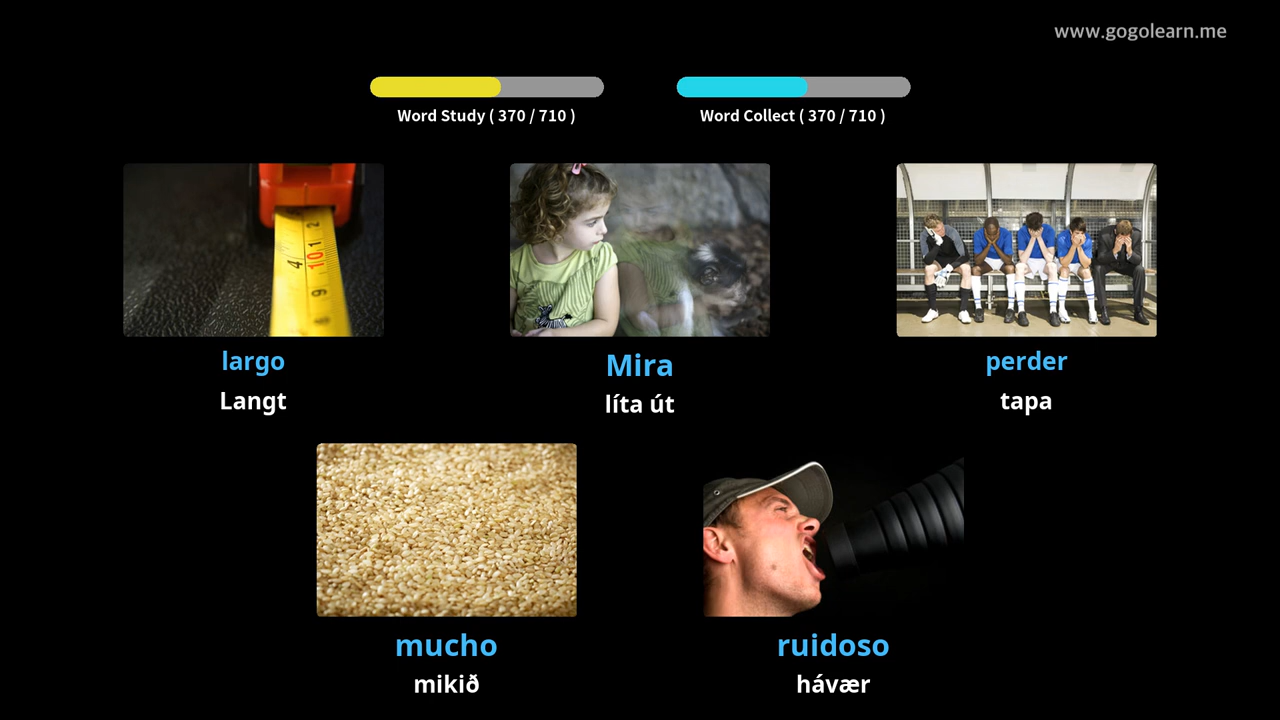 www.gogolearn.me
Word Study ( 370 / 710 )
Word Collect ( 370 / 710 )
largo
Langt
Mira
líta út
perder
tapa
mucho
mikið
ruidoso
hávær